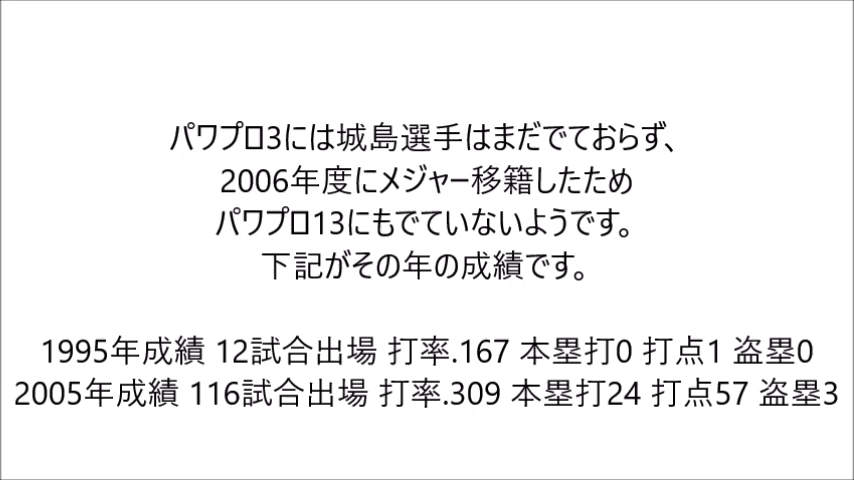 パワプロ3には城島選手はまだでておらず、
2006年度にメジャー移籍したため
パワプロ13にもでていないようです。
下記がその年の成績です。
1995年成績 12試合出場 打率.167 本塁打0 打点1 盗塁0
2005年成績 116試合出場 打率.309 本塁打24 打点57 盗塁3